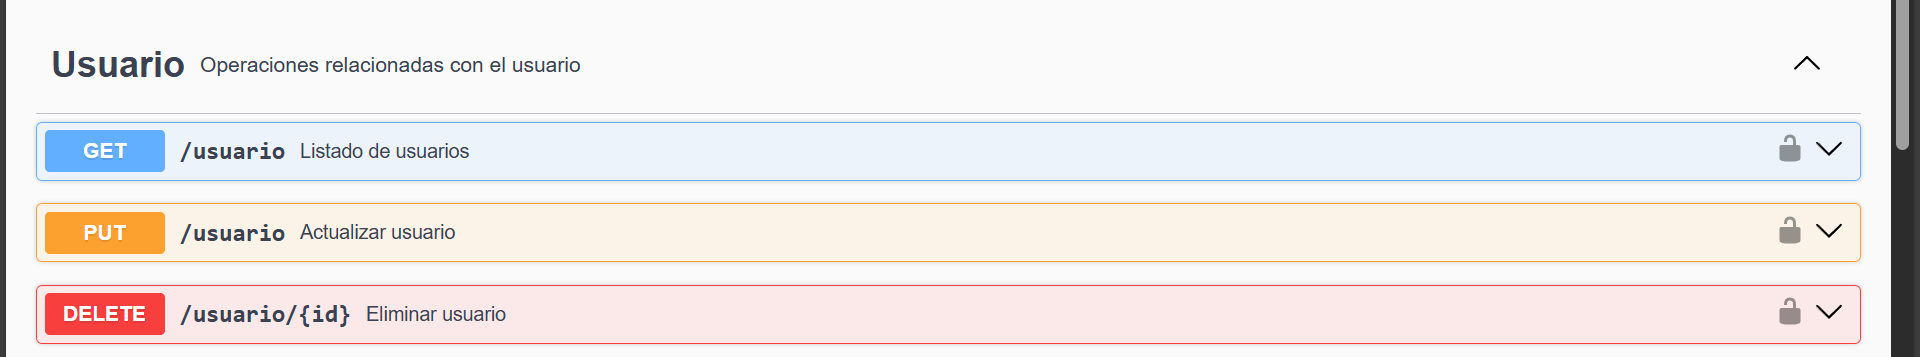 Usuario Operaciones relacionadas con el usuario
GET /usuario Listado de usuarios
PUT /usuario Actualizar usuario
DELETE /usuario/{id} Eliminar usuario